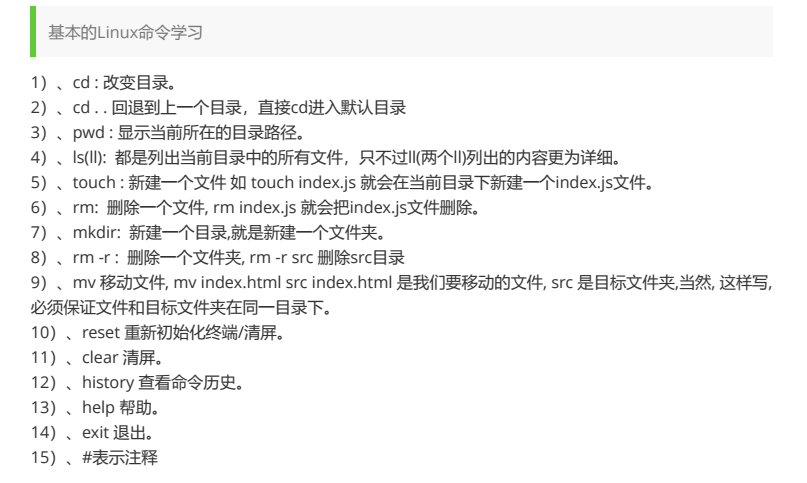 基本的Linux命令学习
1）、cd : 改变目录。
2）、cd . . 回退到上一个目录，直接cd进入默认目录
3）、pwd : 显示当前所在的目录路径。
4）、ls(ll):  都是列出当前目录中的所有文件，只不过ll(两个ll)列出的内容更为详细。
5）、touch : 新建一个文件 如 touch index.js 就会在当前目录下新建一个index.js文件。
6）、rm:  删除一个文件, rm index.js 就会把index.js文件删除。
7）、mkdir:  新建一个目录,就是新建一个文件夹。
8）、rm -r :  删除一个文件夹, rm -r src 删除src目录
9）、mv 移动文件, mv index.html src index.html 是我们要移动的文件, src 是目标文件夹,当然, 这样写,
必须保证文件和目标文件夹在同一目录下。
10）、reset 重新初始化终端/清屏。
11）、clear 清屏。
12）、history 查看命令历史。
13）、help 帮助。
14）、exit 退出。
15）、#表示注释